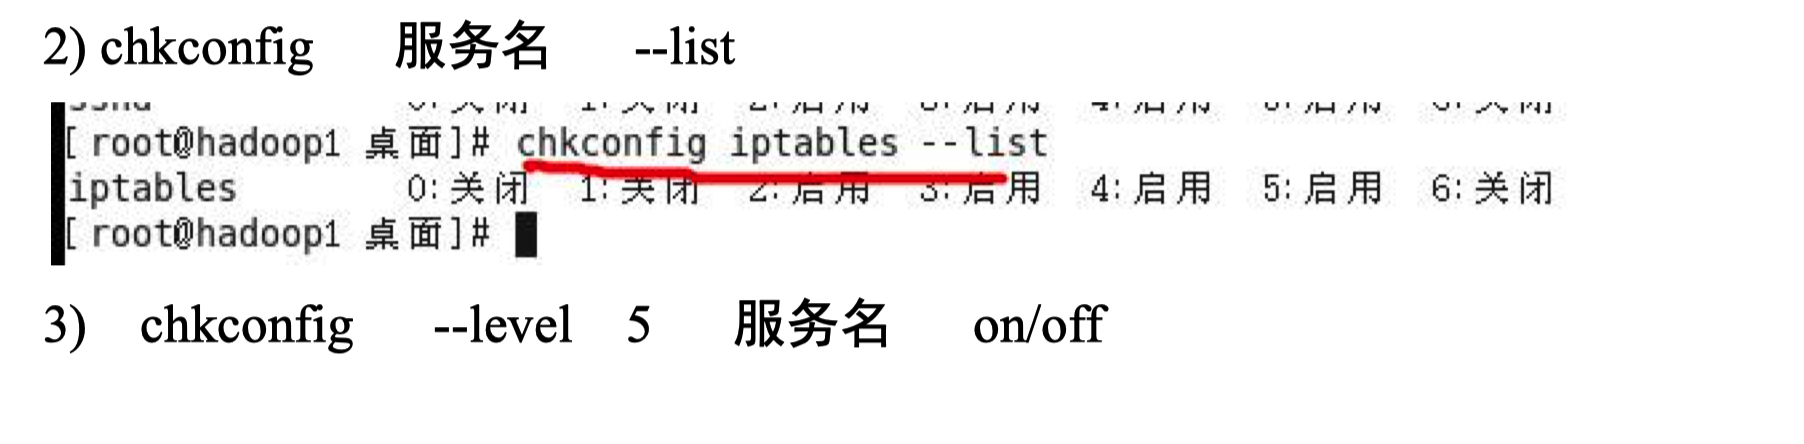 2) chkconfig 服务名 --list
[root@hadoop1 桌面]# chkconfig iptables --list
iptables 0:关闭 1:关闭 2:启用 3:启用 4:启用 5:启用 6:关闭
[root@hadoop1 桌面]#
3) chkconfig --level 5 服务名 on/off